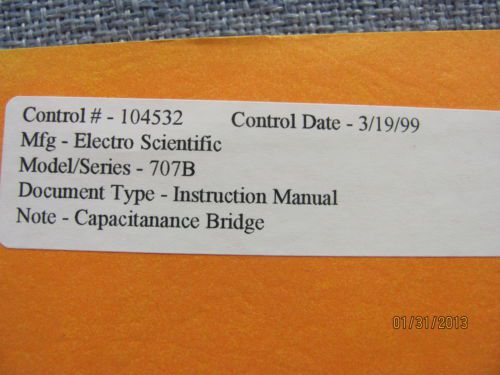 Control # - 104532 Control Date - 3/19/99
Mfg - Electro Scientific
Model/Series - 707B
Document Type - Instruction Manual
Note - Capacitanance Bridge
01/31/2013